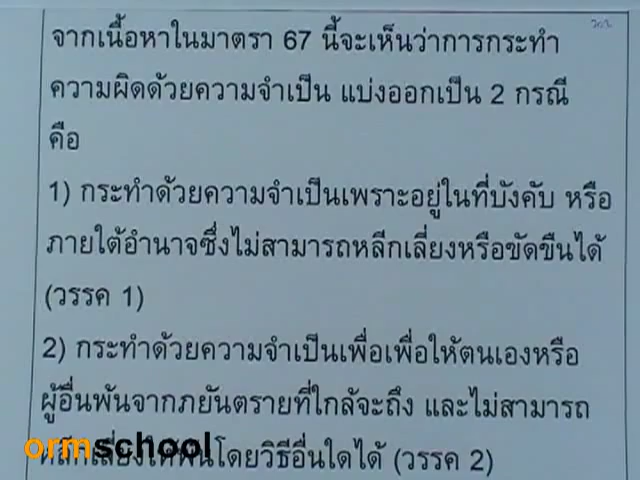 จากเนื้อหาในมาตรา 67 นี้จะเห็นว่าการกระทำ
ความผิดด้วยความจำเป็น แบ่งออกเป็น 2 กรณี
คือ
1) กระทำด้วยความจำเป็นเพราะอยู่ในที่บังคับ หรือ
ภายใต้อำนาจซึ่งไม่สามารถหลีกเลี่ยงหรือขัดขืนได้
(วรรค 1)
2) กระทำด้วยความจำเป็นเพื่อเพื่อให้ตนเองหรือ
ผู้อื่นพ้นจากภยันตรายที่ใกล้จะถึง และไม่สามารถ
หลีกเลี่ยงให้พ้นโดยวิธีอื่นใดได้ (วรรค 2)
ormschool